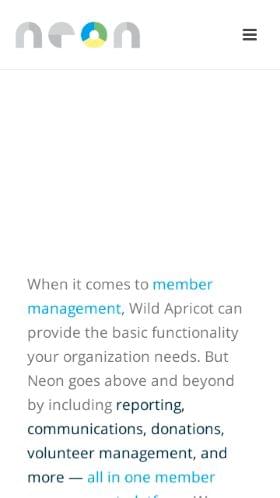 neon
When it comes to member
management, Wild Apricot can
provide the basic functionality
your organization needs. But
Neon goes above and beyond
by including reporting,
communications, donations,
volunteer management, and
more — all in one member